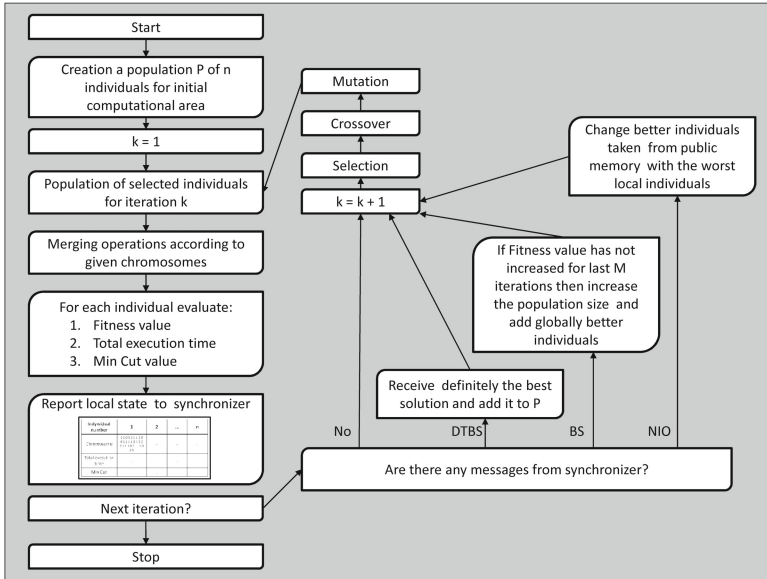 Start
Creation a population P of n
individuals for initial
computational area
k = 1
Population of selected individuals
for iteration k
Merging operations according to
given chromosomes
For each individual evaluate:
1. Fitness value
2. Total execution time
3. Min Cut value
Report local state to synchronizer
number 1 2 ... n
Min Cut
Next iteration?
Stop
Mutation
Crossover
Selection
k = k + 1
Change better individuals
taken from public
memory with the worst
local individuals
If Fitness value has not
increased for last M
iterations then increase
the population size and
add globally better
individuals
Receive definitely the best
solution and add it to P
No DTBS BS NIO
Are there any messages from synchronizer?